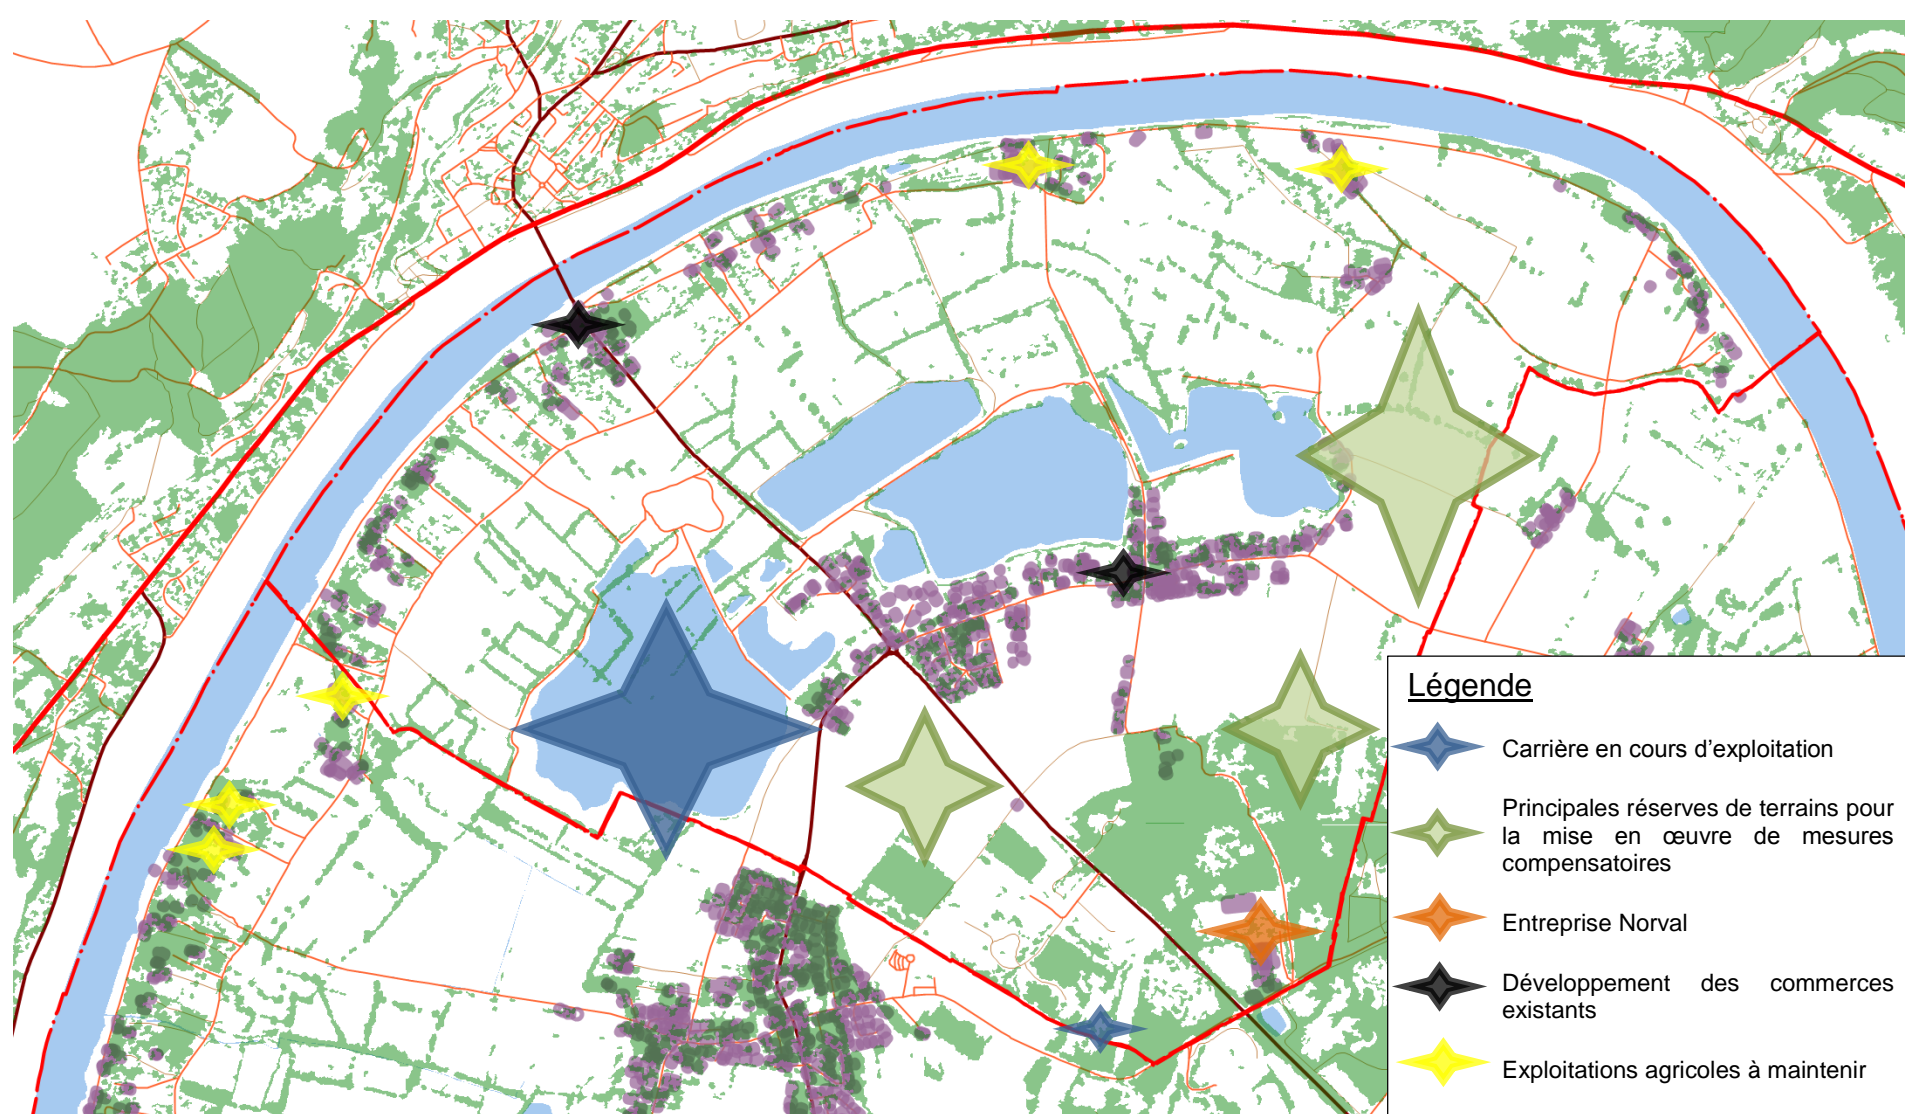 Légende
Carrière en cours d'exploitation
Principales réserves de terrains pour
la mise en œuvre de mesures
compensatoires
Entreprise Norval
Développement des commerces
existants
Exploitations agricoles à maintenir